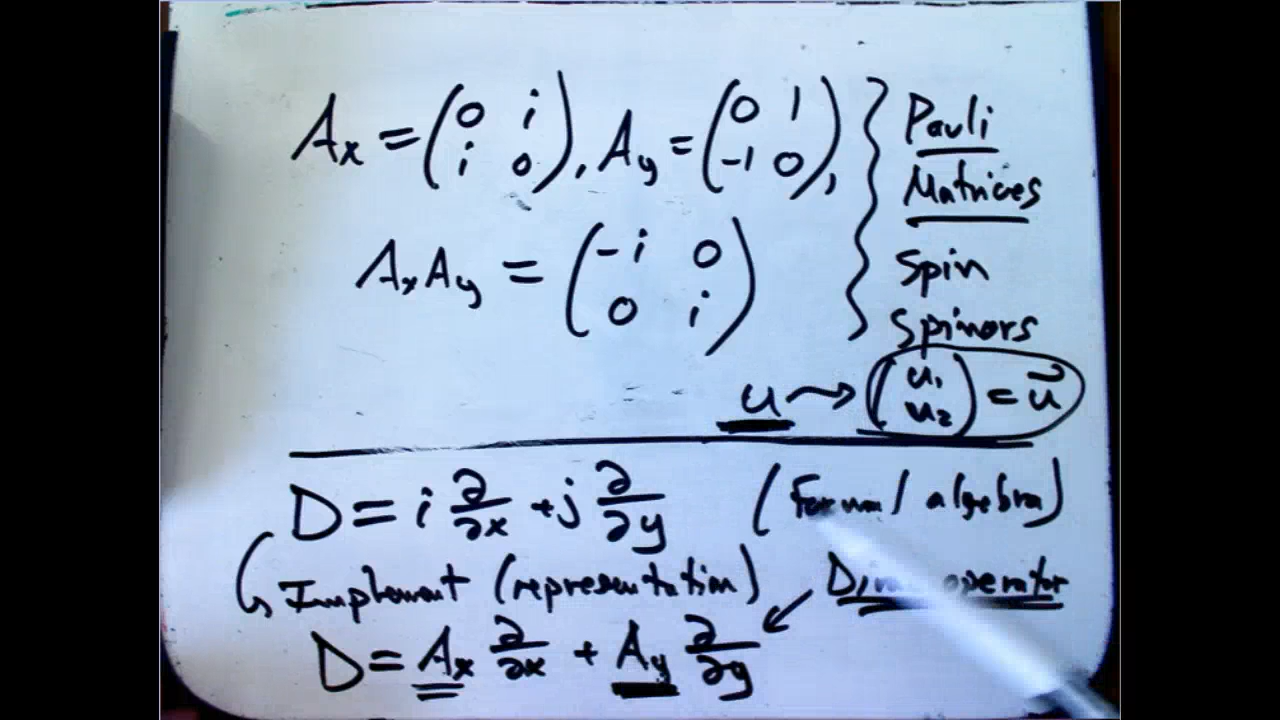 Ax = (0 i
i 0), Ay = (0 1
-1 0),
Pauli
Matrices
AxAy = (-i 0
0 i)
Spin
Spinors
u → (u1
u2) = u⃗
D = i ∂/∂x + j ∂/∂y (Formal algebra)
Implement (representation)
operator
D = Ax ∂/∂x + Ay ∂/∂y